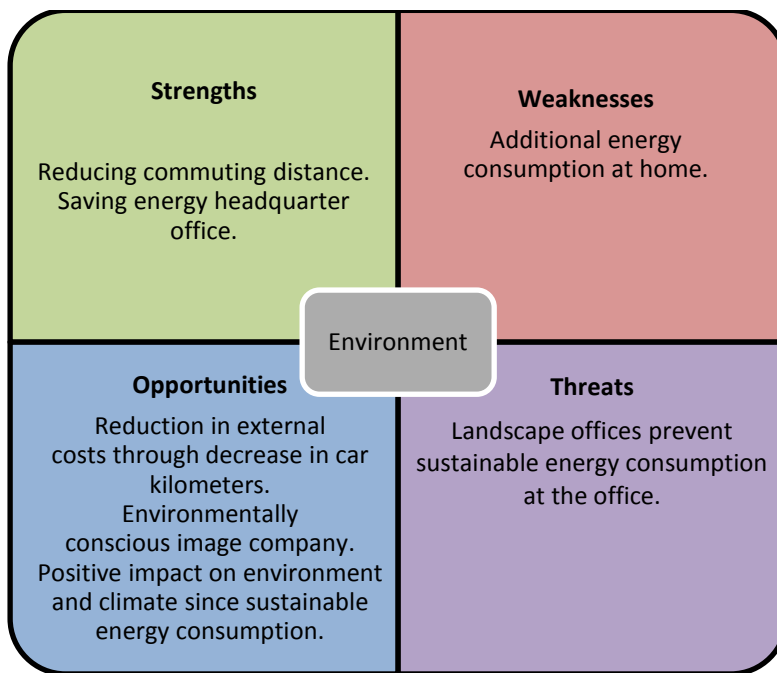 Strengths
Reducing commuting distance.
Saving energy headquarter
office.
Weaknesses
Additional energy
consumption at home.
Environment
Opportunities
Reduction in external
costs through decrease in car
kilometers.
Environmentally
conscious image company.
Positive impact on environment
and climate since sustainable
energy consumption.
Threats
Landscape offices prevent
sustainable energy consumption
at the office.